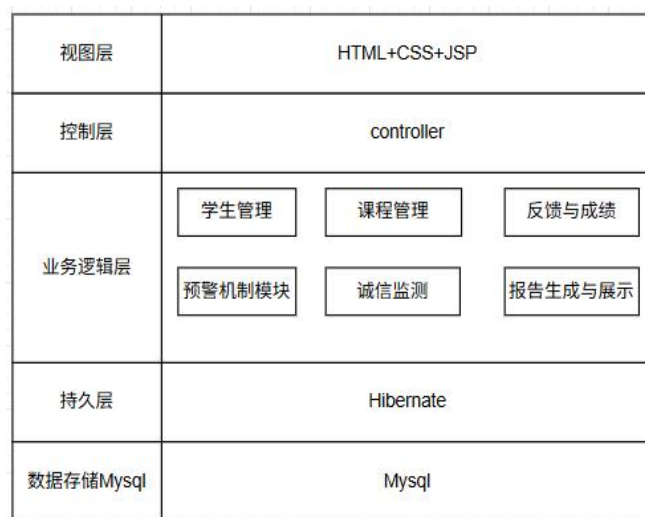 视图层
HTML+CSS+JSP
控制层
controller
业务逻辑层
学生管理
课程管理
反馈与成绩
预警机制模块
诚信监测
报告生成与展示
持久层
Hibernate
数据存储Mysql
Mysql